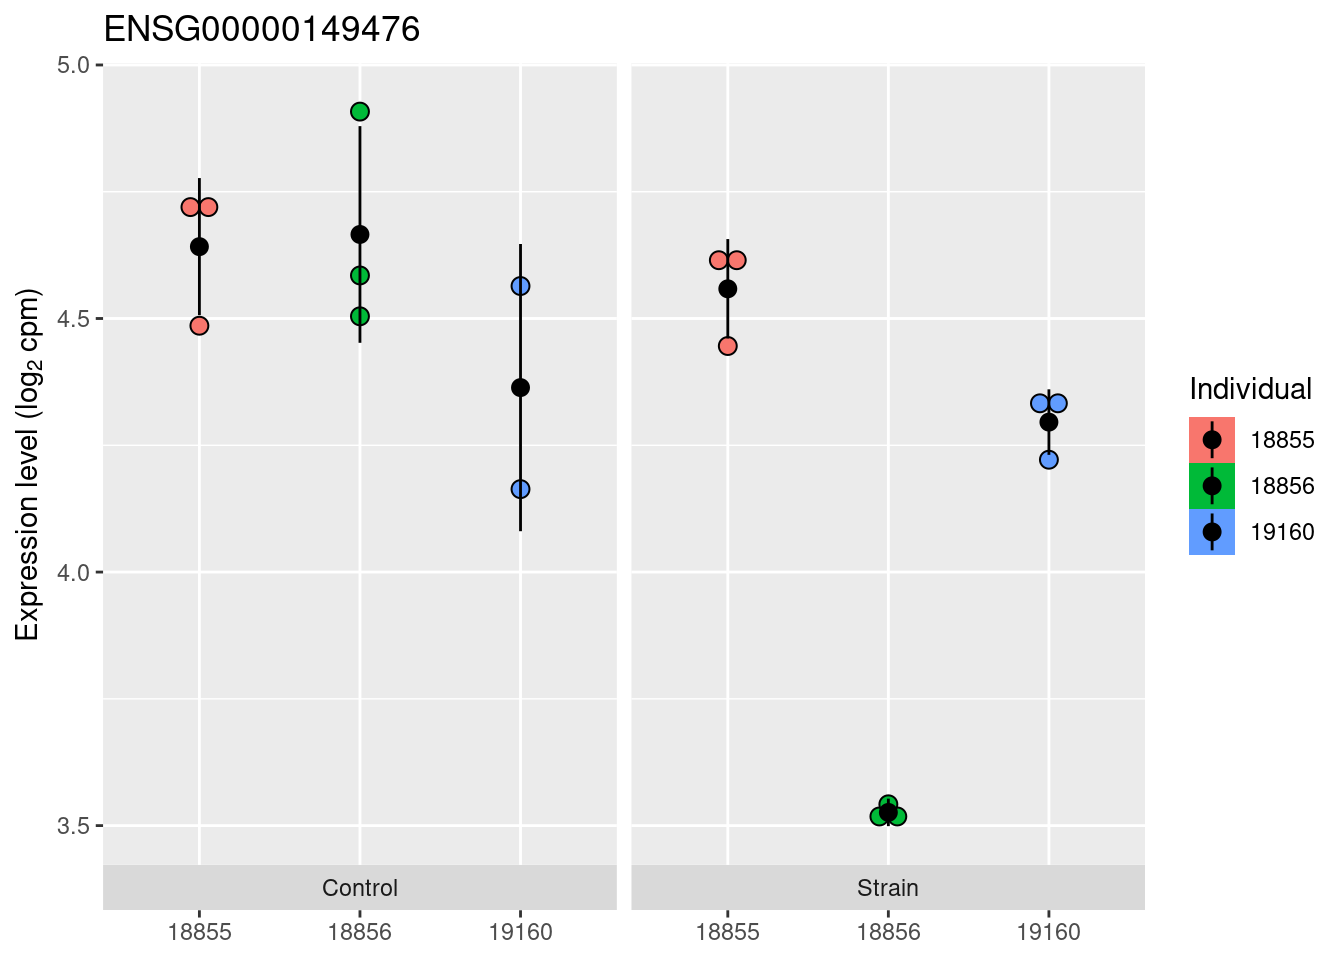 ENSG00000149476
Expression level (log₂ cpm)
5.0
4.5
4.0
3.5
Control
Strain
18855
18856
19160
18855
18856
19160
Individual
18855
18856
19160